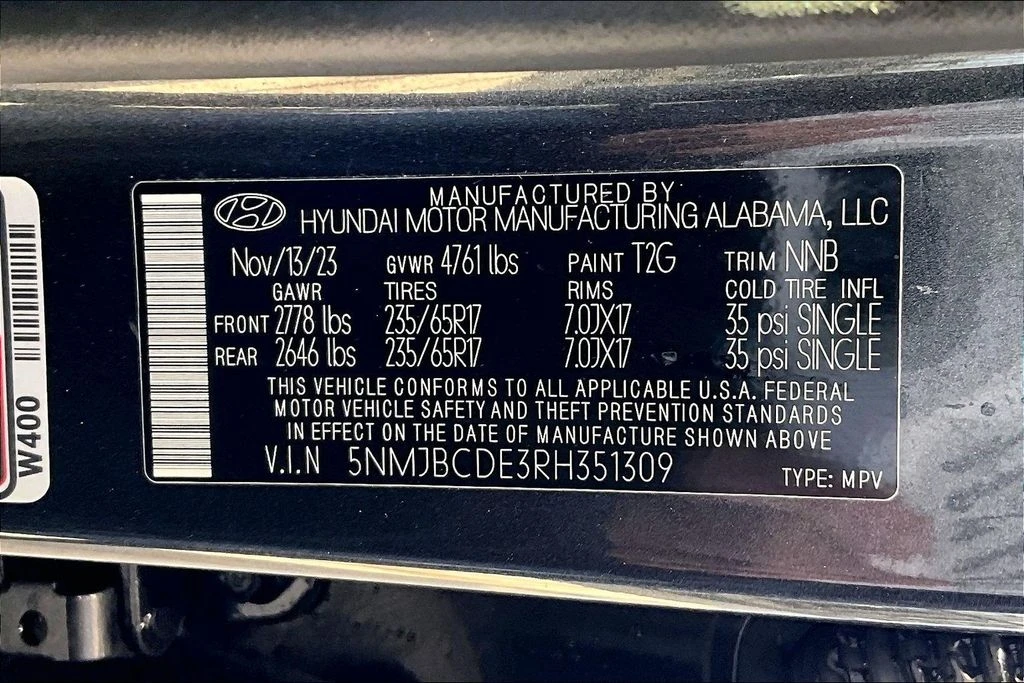 MANUFACTURED BY
HYUNDAI MOTOR MANUFACTURING ALABAMA, LLC
Nov/13/23 GVWR 4761 lbs PAINT T2G TRIM NNB
GAWR TIRES RIMS COLD TIRE INFL
FRONT 2778 lbs 235/65R17 7.0JX17 35 psi SINGLE
REAR 2646 lbs 235/65R17 7.0JX17 35 psi SINGLE
THIS VEHICLE CONFORMS TO ALL APPLICABLE U.S.A. FEDERAL
MOTOR VEHICLE SAFETY AND THEFT PREVENTION STANDARDS
IN EFFECT ON THE DATE OF MANUFACTURE SHOWN ABOVE
V.I.N 5NMJBCDE3RH351309 TYPE: MPV
W400